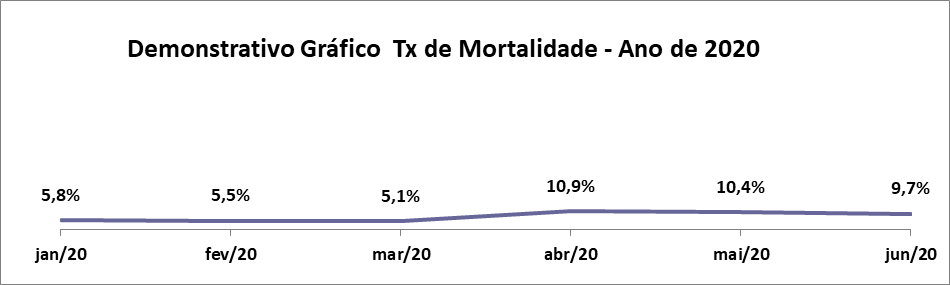 Demonstrativo Gráfico Tx de Mortalidade - Ano de 2020
5,8% 5,5% 5,1% 10,9% 10,4% 9,7%
jan/20 fev/20 mar/20 abr/20 mai/20 jun/20